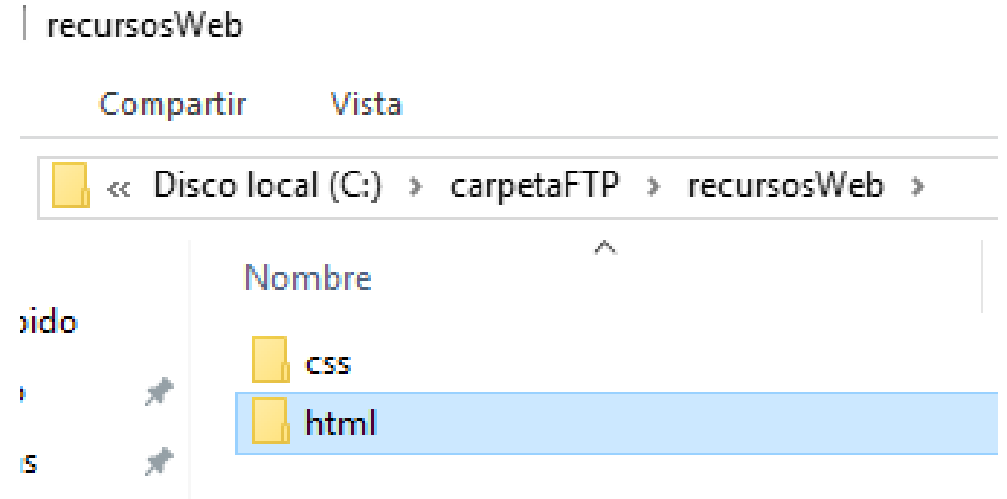 recursosWeb
Compartir Vista
« Disco local (C:) › carpetaFTP › recursosWeb ›
Nombre
css
html